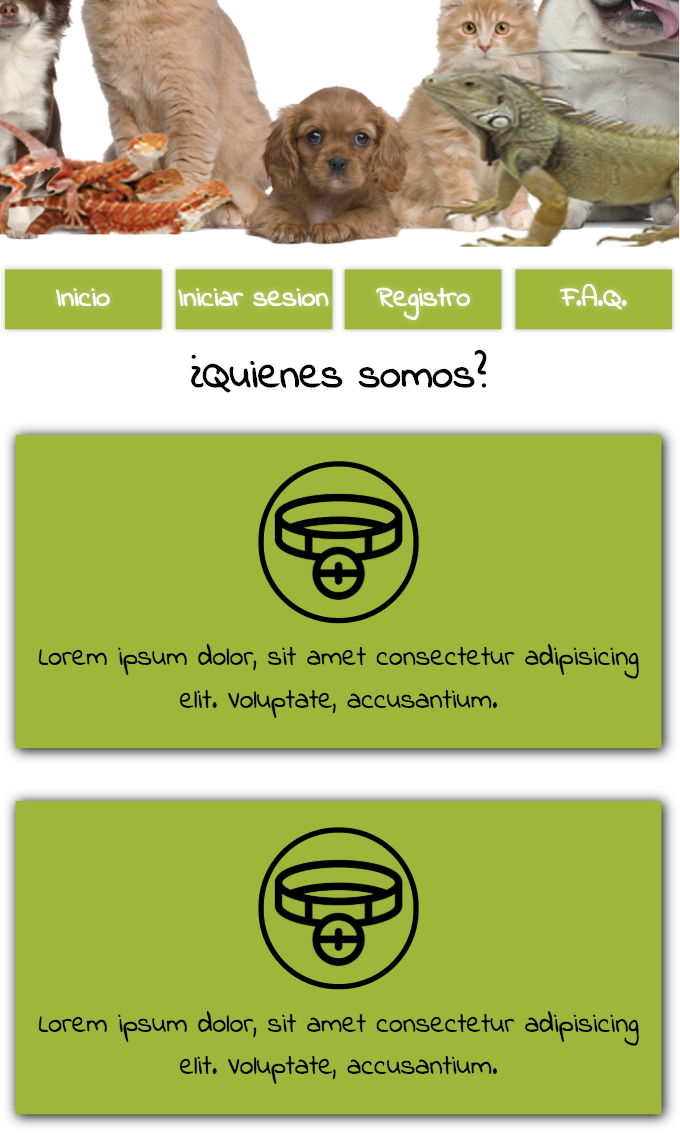 Inicio
Iniciar sesion
Registro
F.A.Q.
¿Quienes somos?
Lorem ipsum dolor, sit amet consectetur adipisicing
elit. Voluptate, accusantium.
Lorem ipsum dolor, sit amet consectetur adipisicing
elit. Voluptate, accusantium.